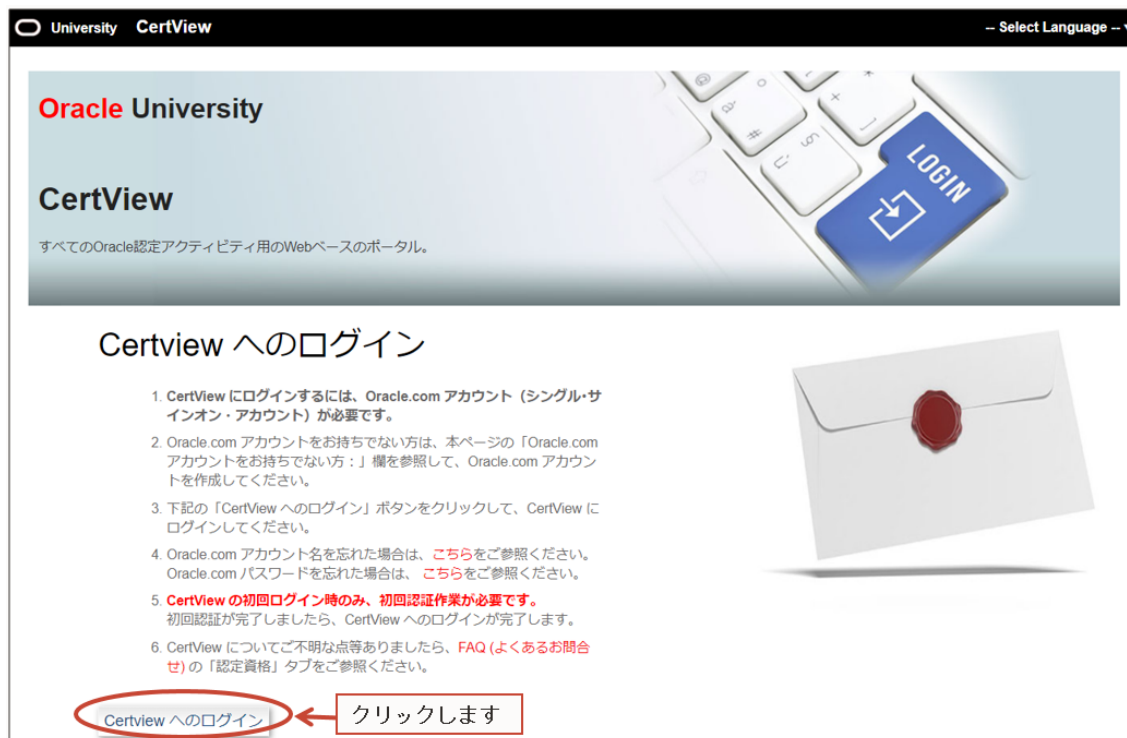 University CertView
-- Select Language --
Oracle University
CertView
すべてのOracle認定アクティビティ用のWebベースのポータル。
LOGIN
Certview へのログイン
1. CertView にログインするには、Oracle.com アカウント（シングル・サ
インオン・アカウント）が必要です。
2. Oracle.com アカウントをお持ちでない方は、本ページの「Oracle.com
アカウントをお持ちでない方：」欄を参照して、Oracle.com アカウン
トを作成してください。
3. 下記の「CertView へのログイン」ボタンをクリックして、CertView に
ログインしてください。
4. Oracle.com アカウント名を忘れた場合は、こちらをご参照ください。
Oracle.com パスワードを忘れた場合は、 こちらをご参照ください。
5. CertView の初回ログイン時のみ、初回認証作業が必要です。
初回認証が完了しましたら、CertView へのログインが完了します。
6. CertView についてご不明な点等ありましたら、FAQ (よくあるお問合
せ) の「認定資格」タブをご参照ください。
Certview へのログイン
クリックします